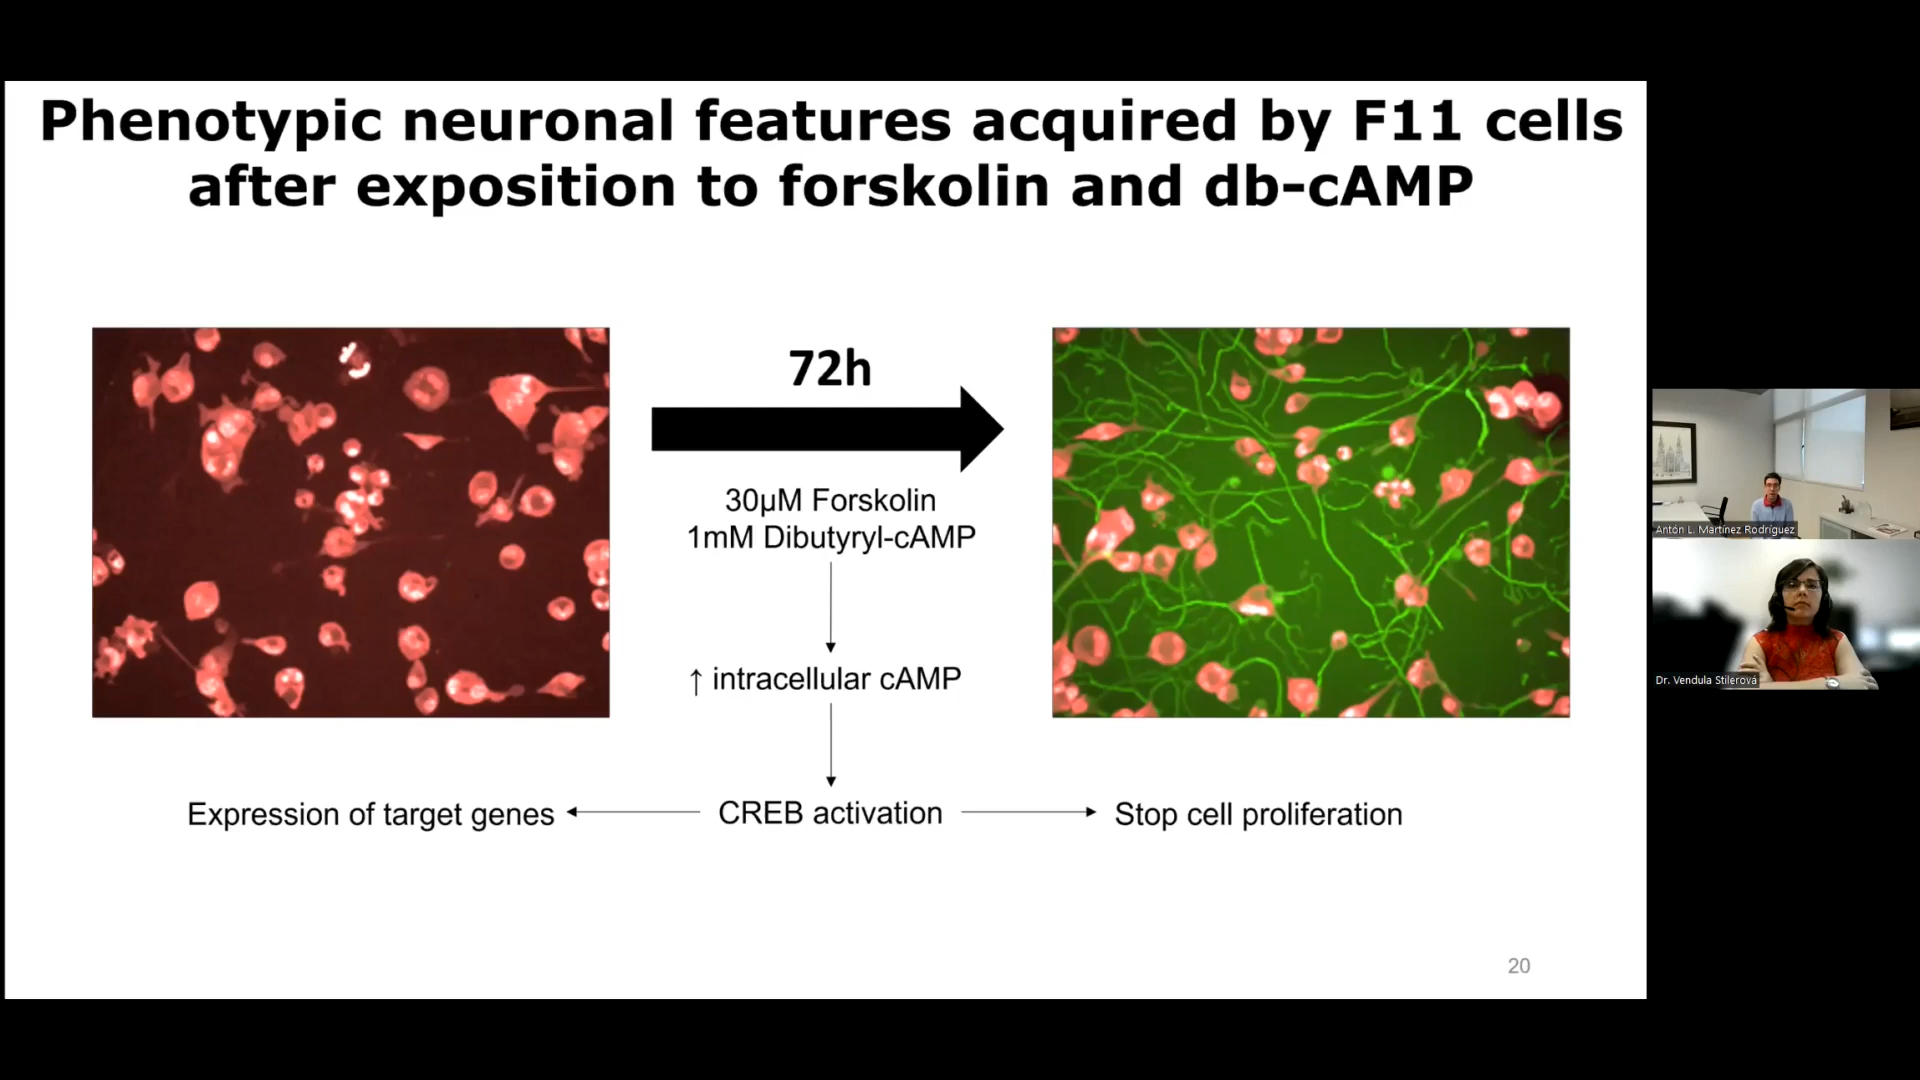 Phenotypic neuronal features acquired by F11 cells
after exposition to forskolin and db-cAMP
72h
30µM Forskolin
1mM Dibutyryl-cAMP
↑ intracellular cAMP
Expression of target genes
CREB activation
Stop cell proliferation
20
Antón L. Martínez Rodríguez
Dr. Vendula Stilerová